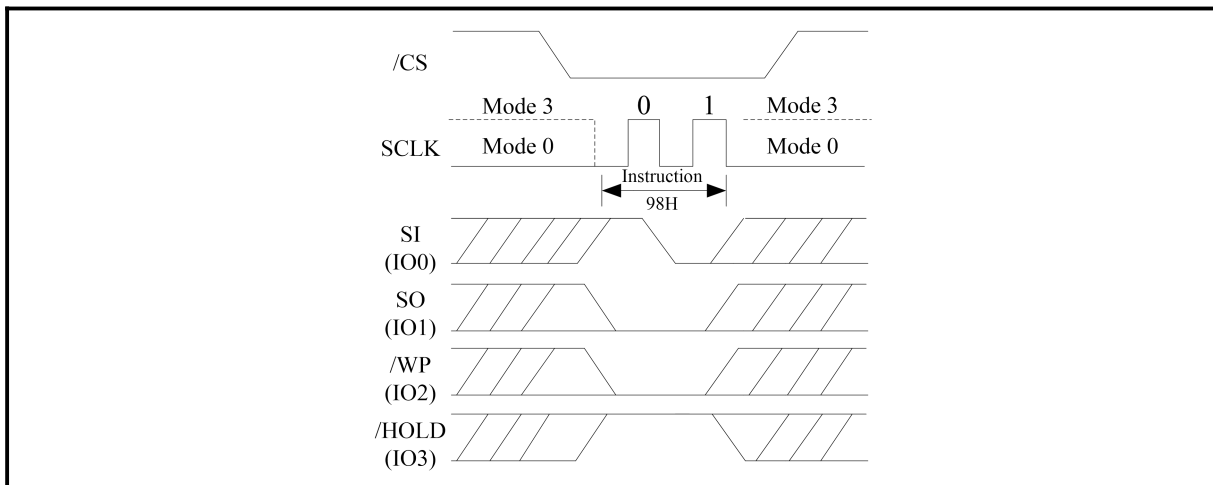 /CS
Mode 3 0 1 Mode 3
SCLK Mode 0 Mode 0
Instruction
98H
SI
(IO0)
SO
(IO1)
/WP
(IO2)
/HOLD
(IO3)